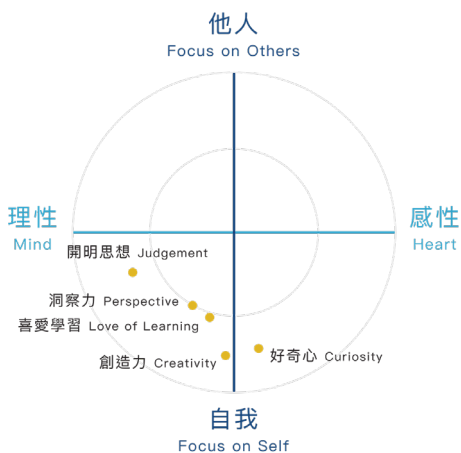 他人
Focus on Others
理性
Mind
感性
Heart
開明思想 Judgement
洞察力 Perspective
喜愛學習 Love of Learning
創造力 Creativity
好奇心 Curiosity
自我
Focus on Self